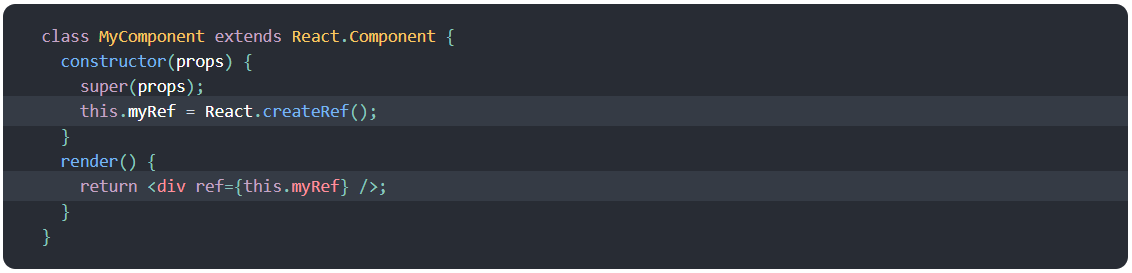 class MyComponent extends React.Component {
  constructor(props) {
    super(props);
    this.myRef = React.createRef();
  }
  render() {
    return <div ref={this.myRef} />;
  }
}